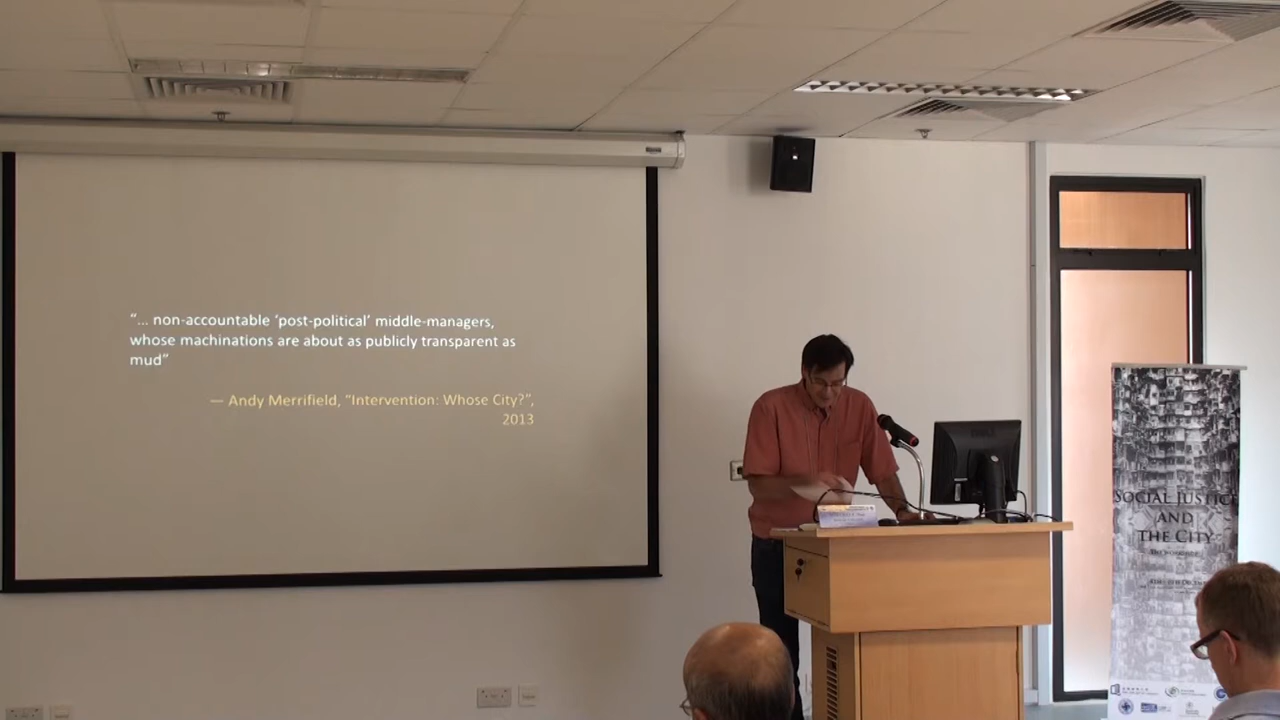 “... non-accountable ‘post-political’ middle-managers,
whose machinations are about as publicly transparent as
mud”
— Andy Merrifield, “Intervention: Whose City?”,
2013
SOCIAL JUSTICE
AND
THE CITY